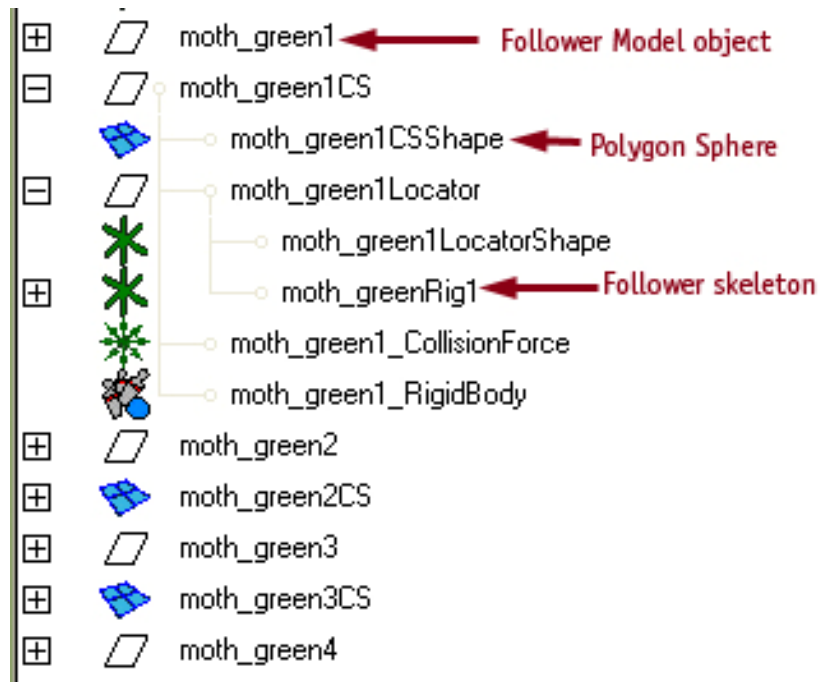 moth_green1 Follower Model object
moth_green1CS
moth_green1CSShape Polygon Sphere
moth_green1Locator
moth_green1LocatorShape
moth_greenRig1 Follower skeleton
moth_green1_CollisionForce
moth_green1_RigidBody
moth_green2
moth_green2CS
moth_green3
moth_green3CS
moth_green4